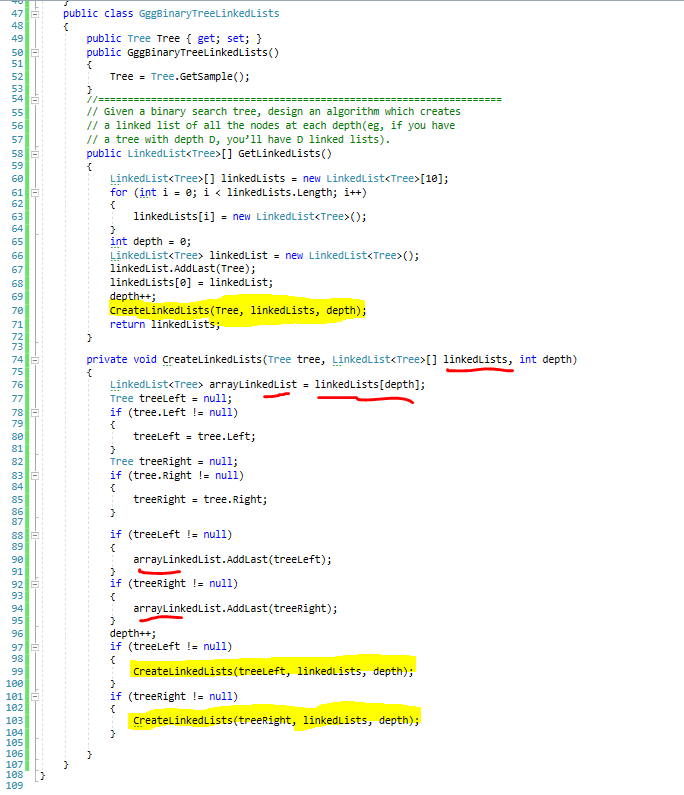 46 }
47 public class GggBinaryTreeLinkedLists
48 {
49 public Tree Tree { get; set; }
50 public GggBinaryTreeLinkedLists()
51 {
52 Tree = Tree.GetSample();
53 }
54 //=====================================================================
55 // Given a binary search tree, design an algorithm which creates
56 // a linked list of all the nodes at each depth(eg, if you have
57 // a tree with depth D, you’ll have D linked lists).
58 public LinkedList<Tree>[] GetLinkedLists()
59 {
60 LinkedList<Tree>[] linkedLists = new LinkedList<Tree>[10];
61 for (int i = 0; i < linkedLists.Length; i++)
62 {
63 linkedLists[i] = new LinkedList<Tree>();
64 }
65 int depth = 0;
66 LinkedList<Tree> linkedList = new LinkedList<Tree>();
67 linkedList.AddLast(Tree);
68 linkedLists[0] = linkedList;
69 depth++;
70 CreateLinkedLists(Tree, linkedLists, depth);
71 return linkedLists;
72 }
73
74 private void CreateLinkedLists(Tree tree, LinkedList<Tree>[] linkedLists, int depth)
75 {
76 LinkedList<Tree> arrayLinkedList = linkedLists[depth];
77 Tree treeLeft = null;
78 if (tree.Left != null)
79 {
80 treeLeft = tree.Left;
81 }
82 Tree treeRight = null;
83 if (tree.Right != null)
84 {
85 treeRight = tree.Right;
86 }
87
88 if (treeLeft != null)
89 {
90 arrayLinkedList.AddLast(treeLeft);
91 }
92 if (treeRight != null)
93 {
94 arrayLinkedList.AddLast(treeRight);
95 }
96 depth++;
97 if (treeLeft != null)
98 {
99 CreateLinkedLists(treeLeft, linkedLists, depth);
100 }
101 if (treeRight != null)
102 {
103 CreateLinkedLists(treeRight, linkedLists, depth);
104 }
105
106 }
107 }
108 }
109